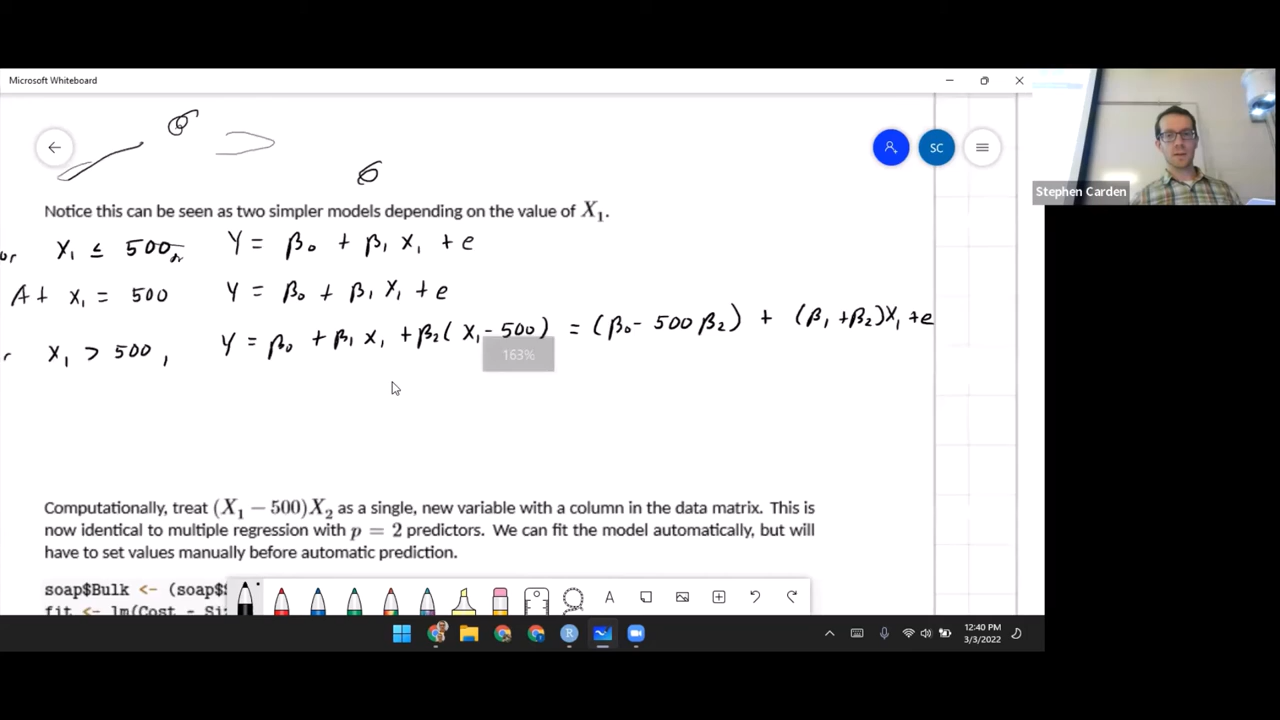 Microsoft Whiteboard
SC
Stephen Carden
Notice this can be seen as two simpler models depending on the value of X₁.
or X₁ ≤ 500, Y = β₀ + β₁ X₁ + e
At X₁ = 500 Y = β₀ + β₁ X₁ + e
r X₁ > 500, Y = β₀ + β₁ X₁ + β₂( X₁ - 500) = (β₀ - 500 β₂) + (β₁ + β₂)X₁ + e
163%
Computationally, treat (X₁ − 500)X₂ as a single, new variable with a column in the data matrix. This is
now identical to multiple regression with p = 2 predictors. We can fit the model automatically, but will
have to set values manually before automatic prediction.
soap$Bulk <- (soap$
fit <- lm(Cost ~ Si
A
12:40 PM
3/3/2022